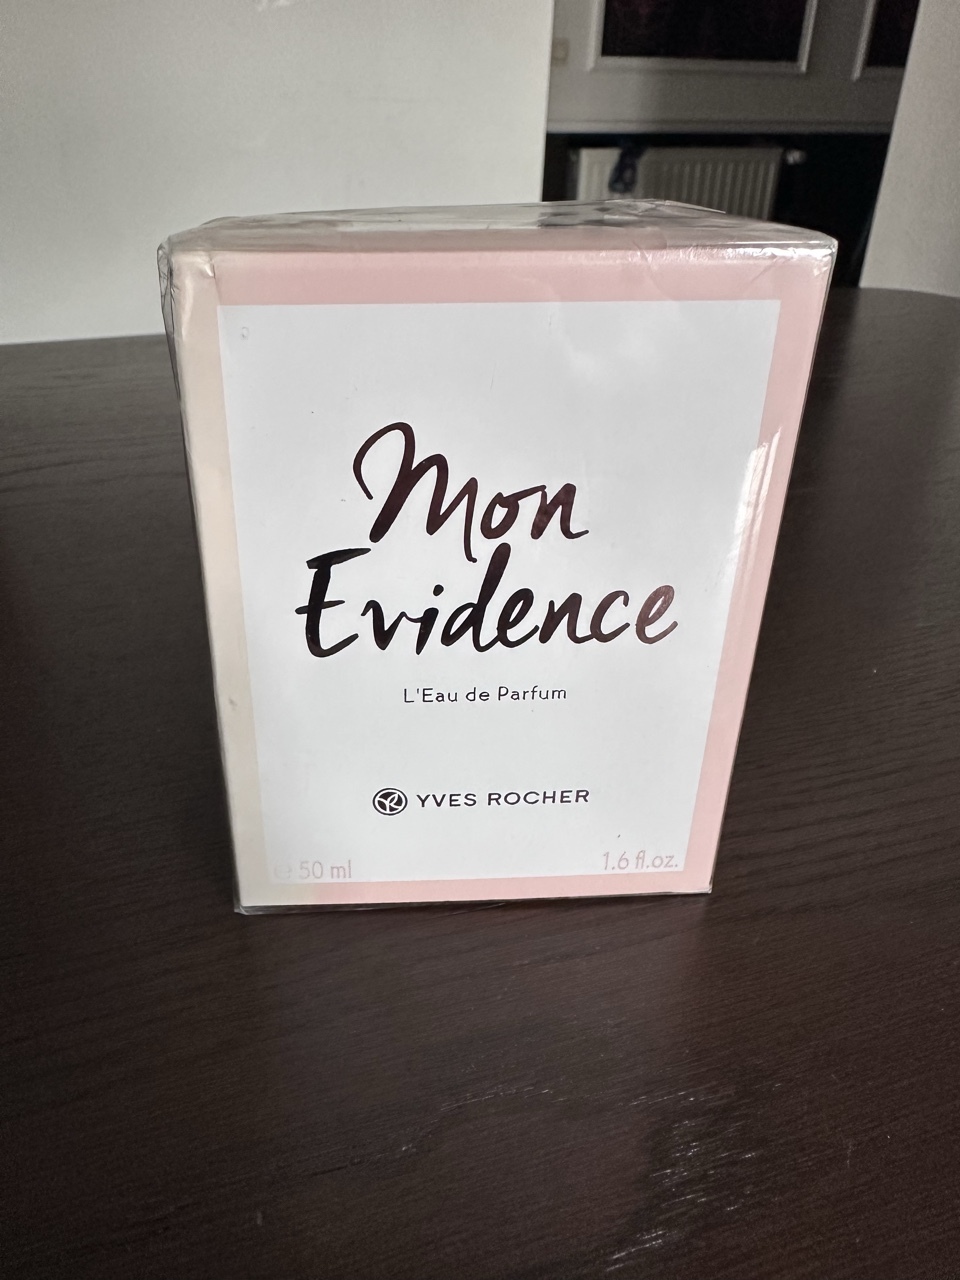 Mon
Evidence
L'Eau de Parfum
YVES ROCHER
e 50 ml
1.6 fl.oz.